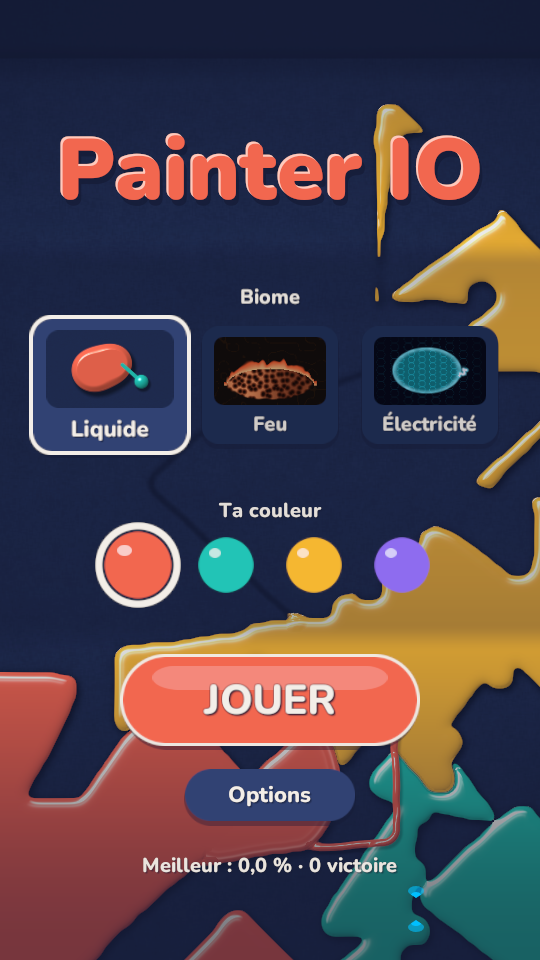 Painter IO
Biome
Liquide
Feu
Électricité
Ta couleur
JOUER
Options
Meilleur : 0,0 % · 0 victoire